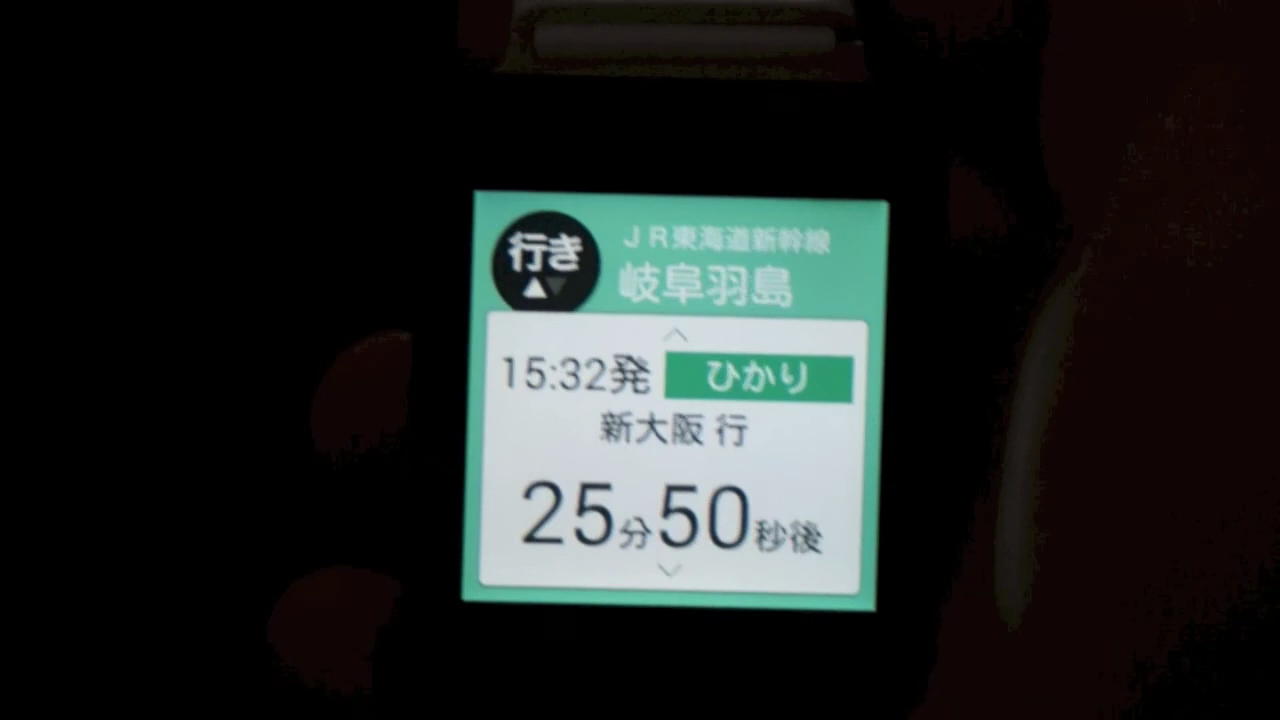 行き
ＪＲ東海道新幹線
岐阜羽島
15:32発 ひかり
新大阪 行
25分50秒後